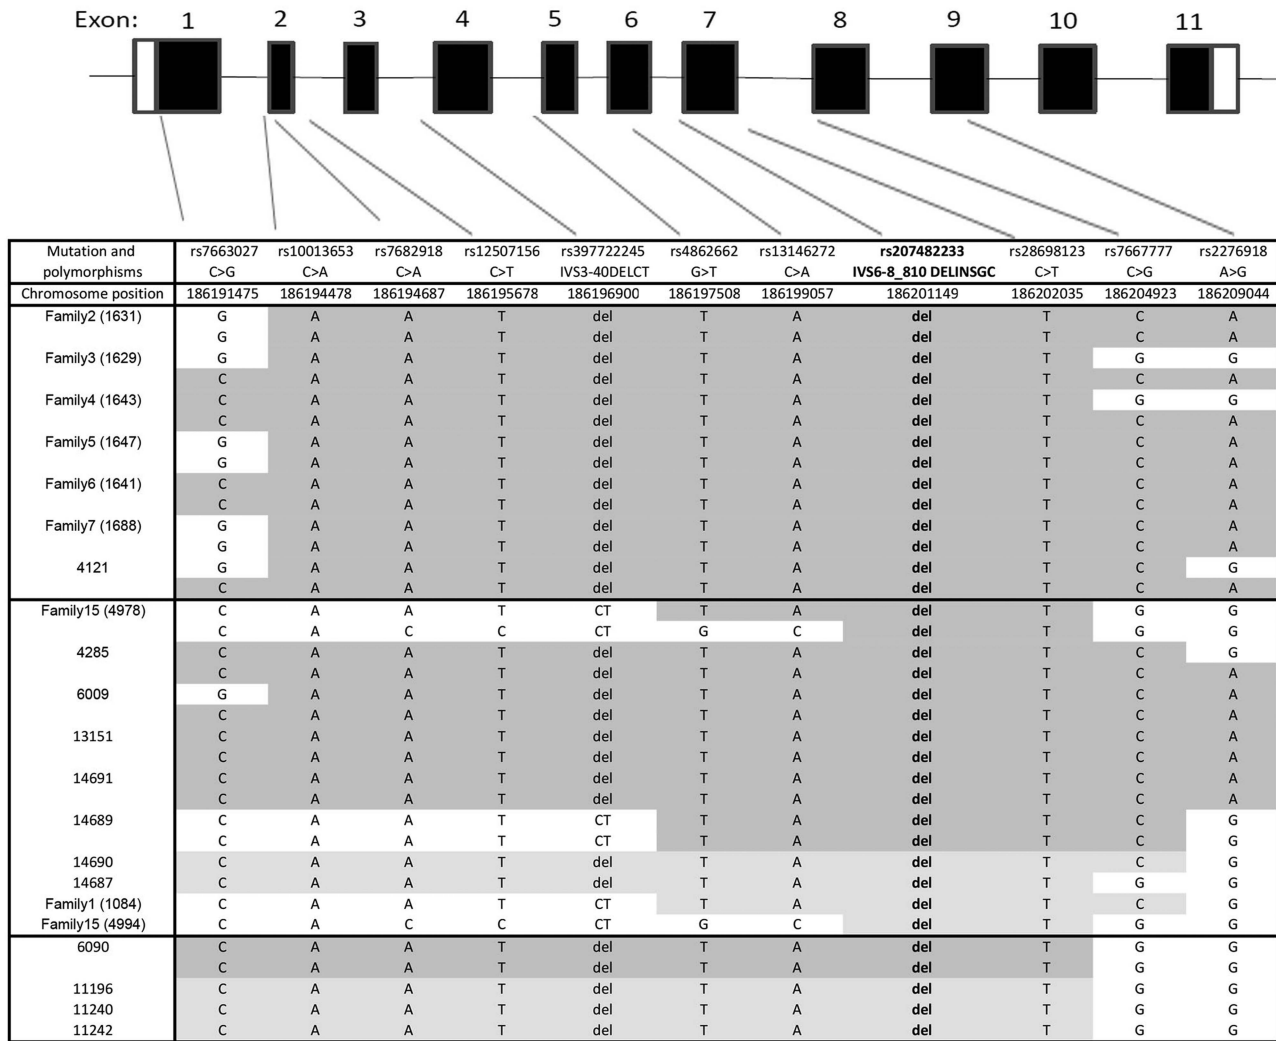 Exon: 1 2 3 4 5 6 7 8 9 10 11
Mutation and rs7663027 rs10013653 rs7682918 rs12507156 rs397722245 rs4862662 rs13146272 rs207482233 rs28698123 rs7667777 rs2276918
polymorphisms C>G C>A C>A C>T IVS3-40DELCT G>T C>A IVS6-8_810 DELINSGC C>T C>G A>G
Chromosome position 186191475 186194478 186194687 186195678 186196900 186197508 186199057 186201149 186202035 186204923 186209044
Family2 (1631) G A A T del T A del T C A
G A A T del T A del T C A
Family3 (1629) G A A T del T A del T G G
C A A T del T A del T C A
Family4 (1643) C A A T del T A del T G G
C A A T del T A del T C A
Family5 (1647) G A A T del T A del T C A
G A A T del T A del T C A
Family6 (1641) C A A T del T A del T C A
C A A T del T A del T C A
Family7 (1688) G A A T del T A del T C A
G A A T del T A del T C A
4121 G A A T del T A del T C G
C A A T del T A del T C A
Family15 (4978) C A A T CT T A del T G G
C A C C CT G C del T G G
4285 C A A T del T A del T C G
C A A T del T A del T C A
6009 G A A T del T A del T C A
C A A T del T A del T C A
13151 C A A T del T A del T C A
C A A T del T A del T C A
14691 C A A T del T A del T C A
C A A T del T A del T C A
14689 C A A T CT T A del T C G
C A A T CT T A del T C G
14690 C A A T del T A del T C G
14687 C A A T del T A del T G G
Family1 (1084) C A A T CT T A del T C G
Family15 (4994) C A C C CT G C del T G G
6090 C A A T del T A del T G G
C A A T del T A del T G G
11196 C A A T del T A del T G G
11240 C A A T del T A del T G G
11242 C A A T del T A del T G G